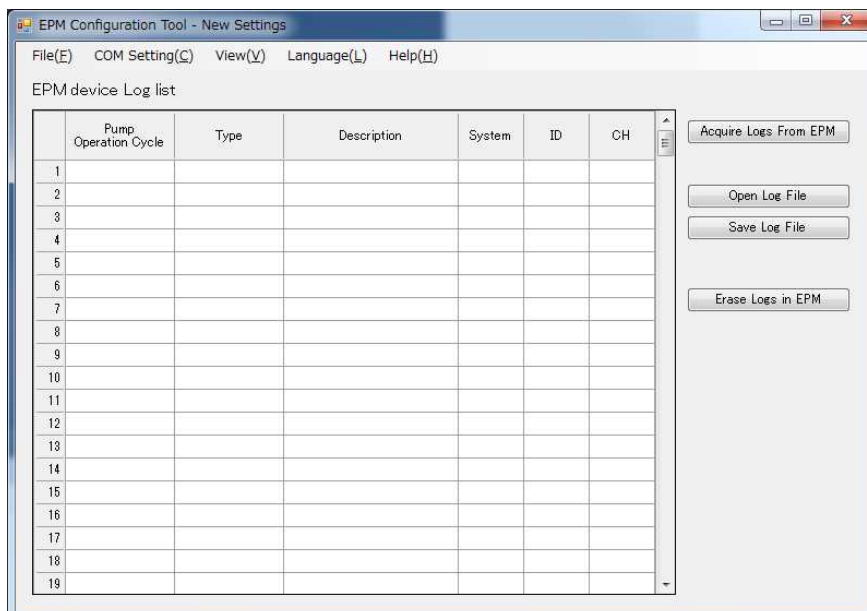 EPM Configuration Tool - New Settings
File(F) COM Setting(C) View(V) Language(L) Help(H)
EPM device Log list
Pump
Operation Cycle
Type
Description
System
ID
CH
Acquire Logs From EPM
1
2
Open Log File
3
Save Log File
4
5
6
Erase Logs in EPM
7
8
9
10
11
12
13
14
15
16
17
18
19